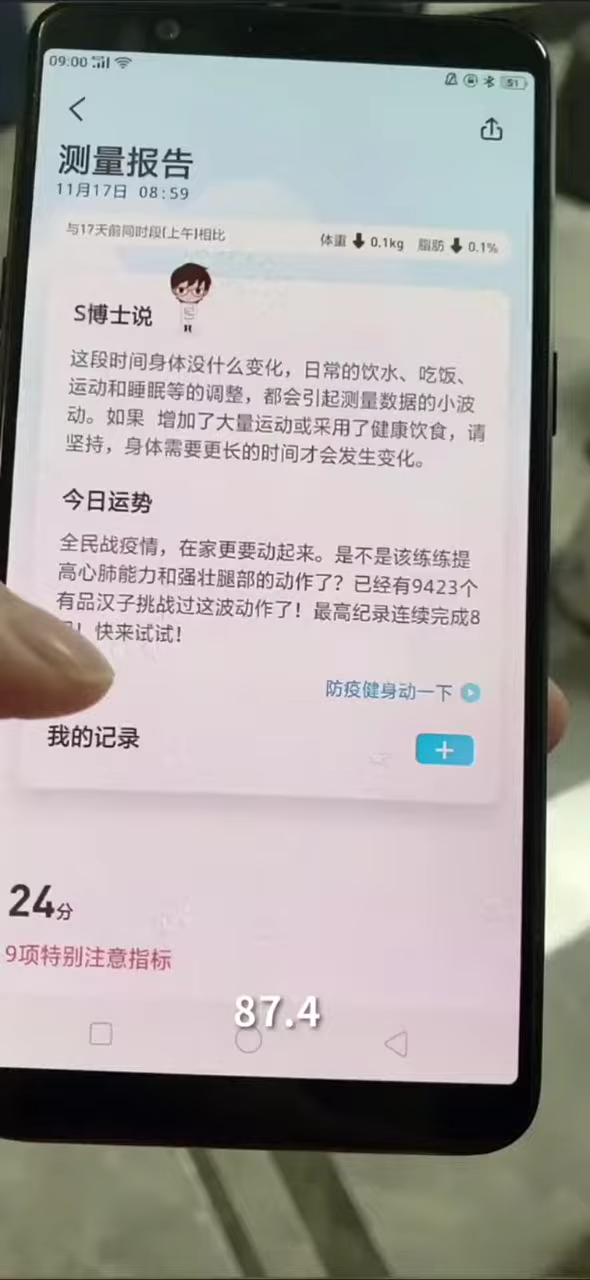 09:00
51
测量报告
11月17日 08:59
与17天前同时段[上午]相比
体重 0.1kg 脂肪 0.1%
S博士说
这段时间身体没什么变化，日常的饮水、吃饭、
运动和睡眠等的调整，都会引起测量数据的小波
动。如果 增加了大量运动或采用了健康饮食，请
坚持，身体需要更长的时间才会发生变化。
今日运势
全民战疫情，在家更要动起来。是不是该练练提
高心肺能力和强壮腿部的动作了？已经有9423个
有品汉子挑战过这波动作了！最高纪录连续完成8
！快来试试！
防疫健身动一下
我的记录
+
24分
9项特别注意指标
87.4